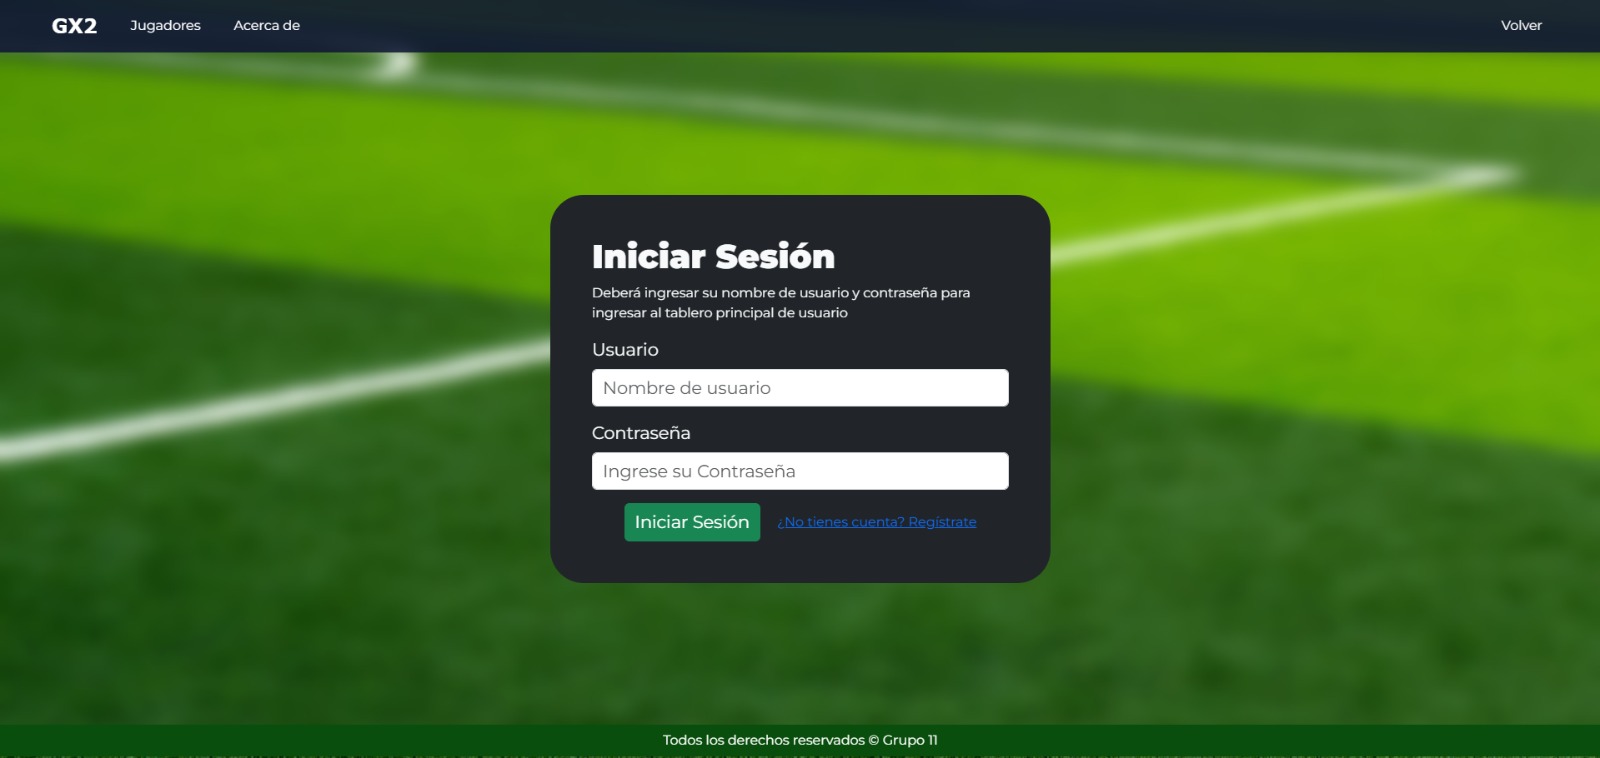 GX2 Jugadores Acerca de Volver
Iniciar Sesión
Deberá ingresar su nombre de usuario y contraseña para
ingresar al tablero principal de usuario
Usuario
Nombre de usuario
Contraseña
Ingrese su Contraseña
Iniciar Sesión ¿No tienes cuenta? Regístrate
Todos los derechos reservados © Grupo 11